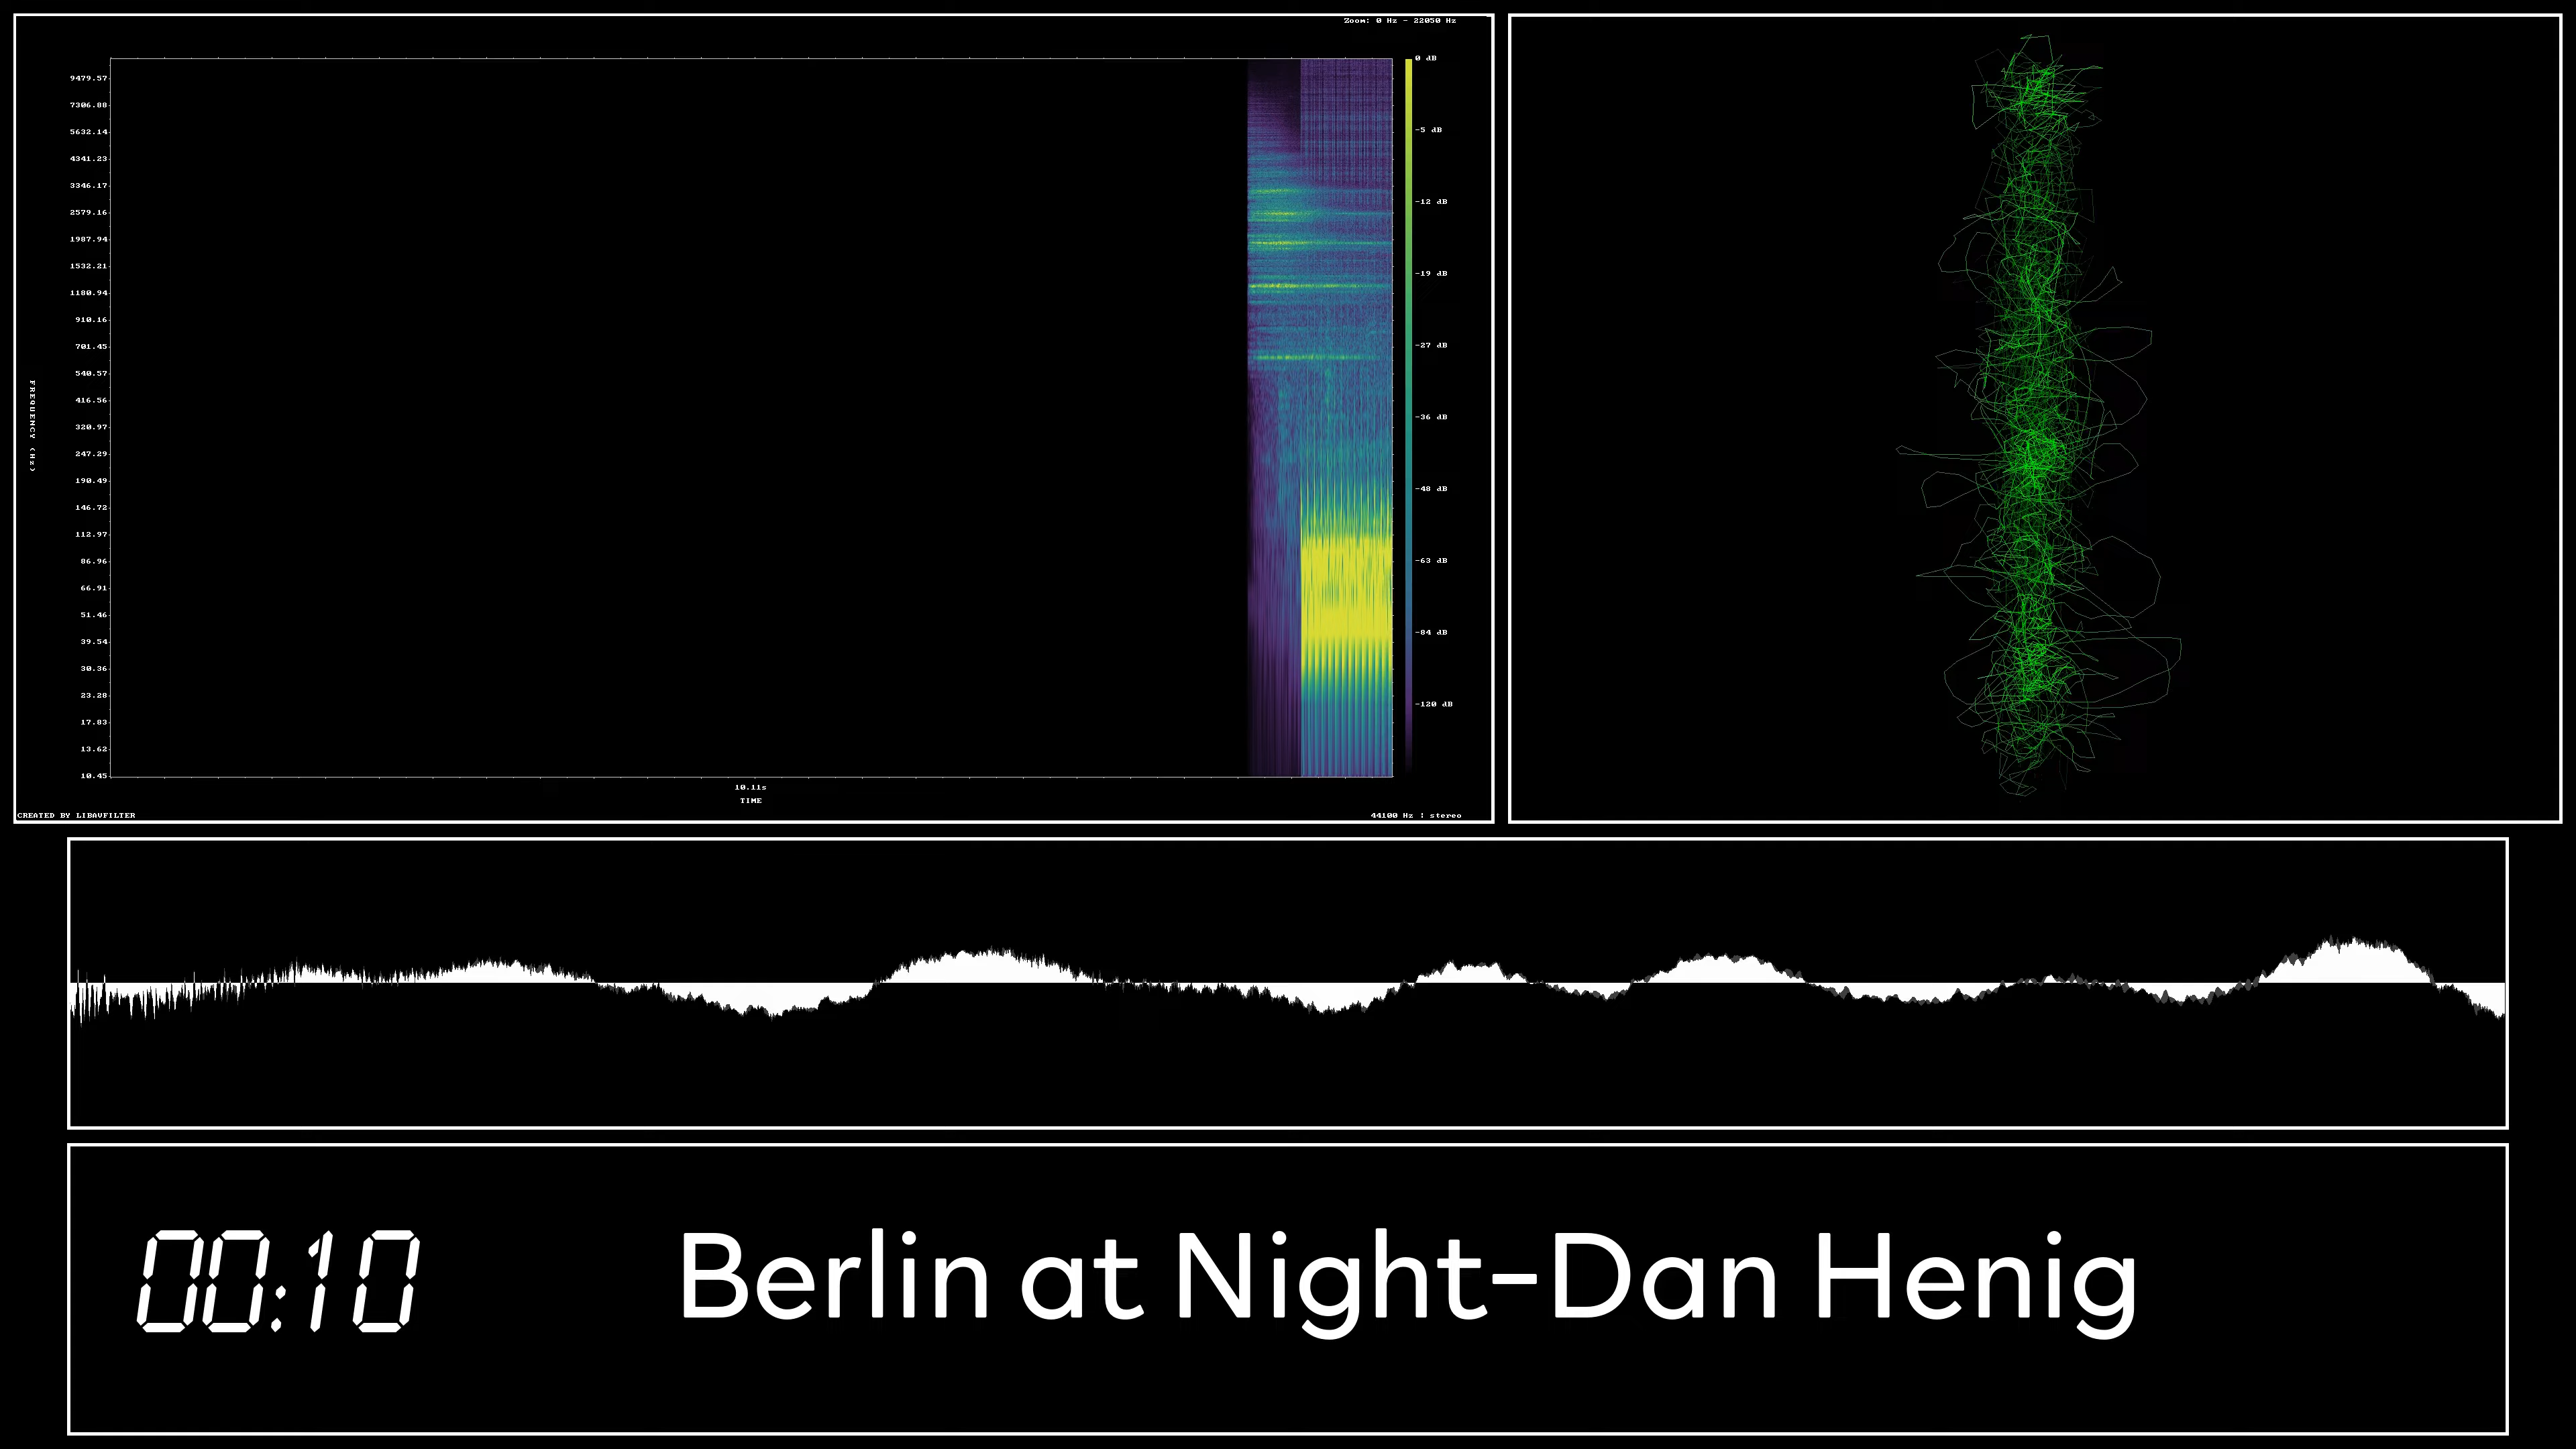 Zoom: 0 Hz - 22050 Hz
0 dB
9479.57
7306.88
5632.14
-5 dB
4341.23
3346.17
-12 dB
2579.16
1987.94
1532.21
-19 dB
1180.94
910.16
701.45
-27 dB
540.57
416.56
-36 dB
320.97
FREQUENCY (Hz)
247.29
190.49
-48 dB
146.72
112.97
86.96
-63 dB
66.91
51.46
-84 dB
39.54
30.36
23.28
-120 dB
17.83
13.62
10.45
10.11s
TIME
CREATED BY LIBAVFILTER
44100 Hz | stereo
00:10
Berlin at Night-Dan Henig